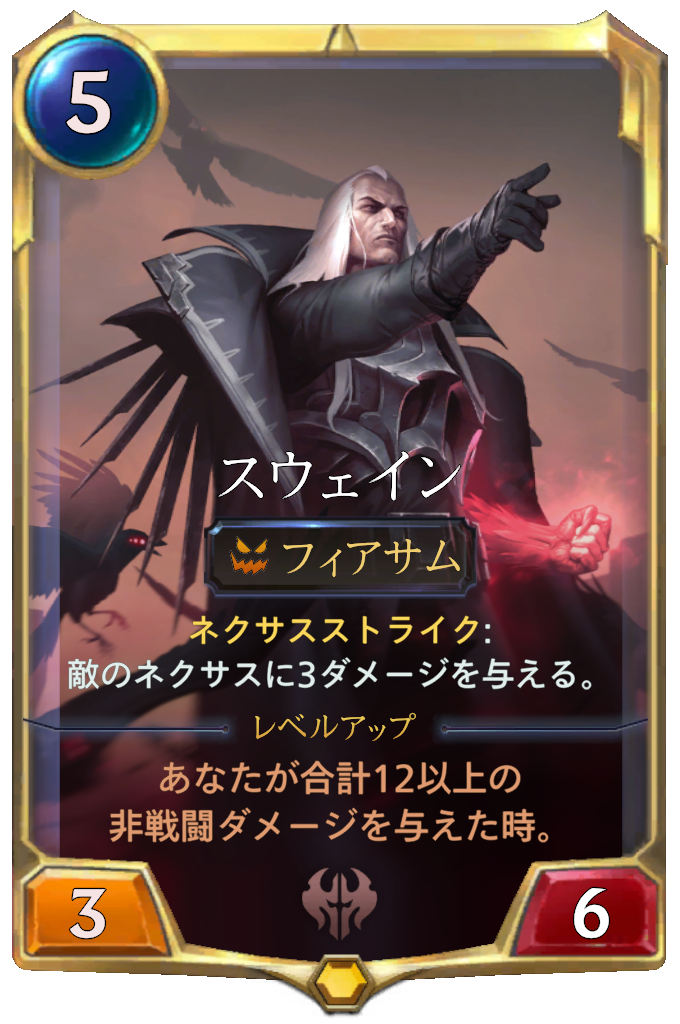 5
スウェイン
フィアサム
ネクサスストライク:
敵のネクサスに3ダメージを与える。
レベルアップ
あなたが合計12以上の
非戦闘ダメージを与えた時。
3
6